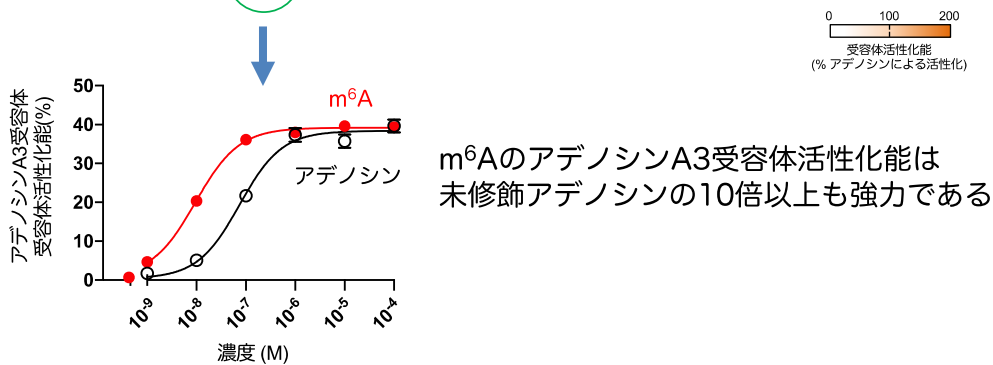 0 100 200
受容体活性化能
(% アデノシンによる活性化)
アデノシンA3受容体
受容体活性化能(%)
50
40
30
20
10
0
m⁶A
アデノシン
10-9 10-8 10-7 10-6 10-5 10-4
濃度 (M)
m⁶AのアデノシンA3受容体活性化能は
未修飾アデノシンの10倍以上も強力である